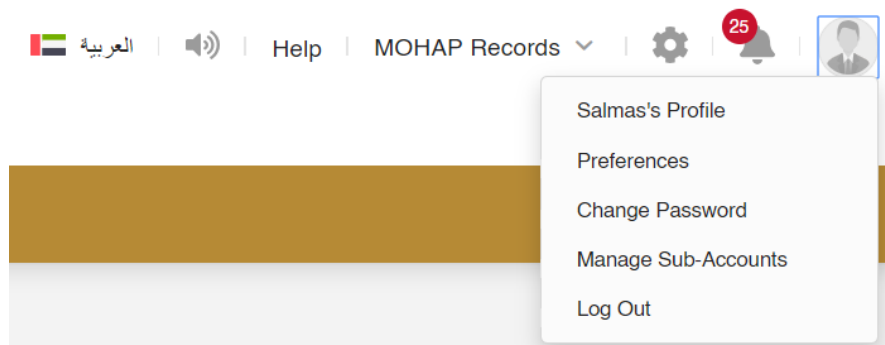 العربية Help MOHAP Records 25
Salmas's Profile
Preferences
Change Password
Manage Sub-Accounts
Log Out